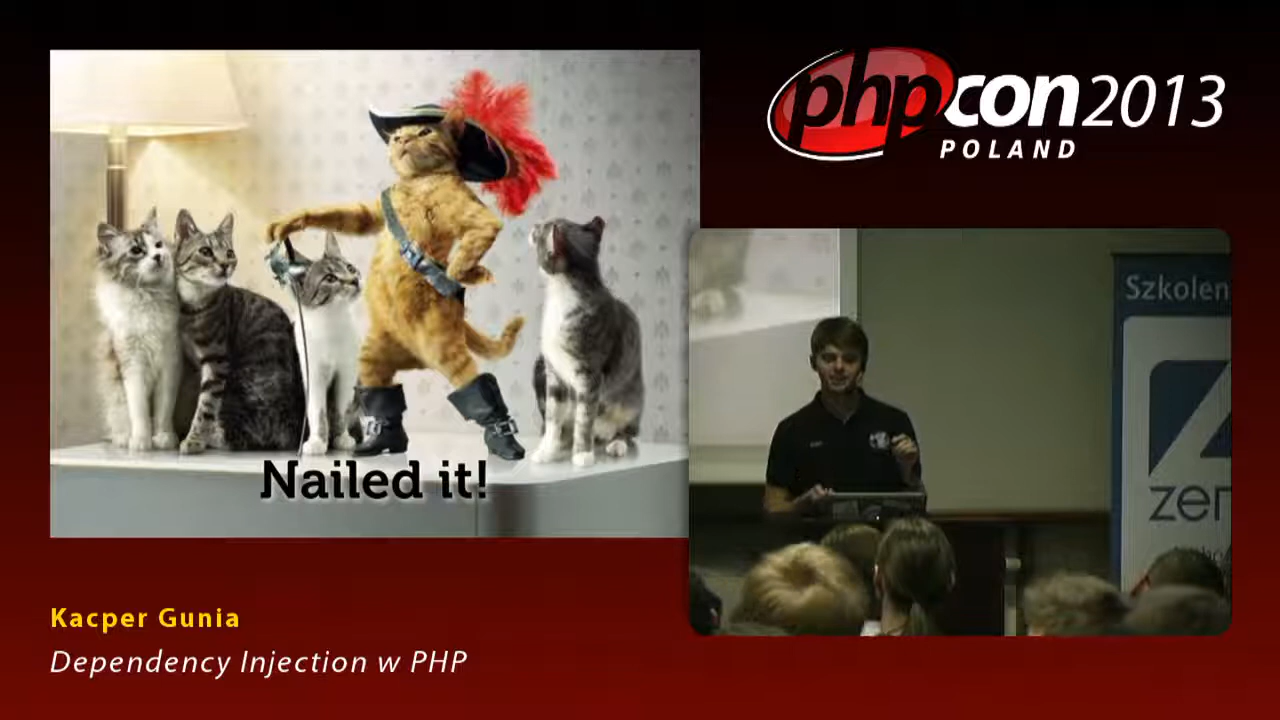 phpcon2013
POLAND
Nailed it!
Szkolen
zen
Kacper Gunia
Dependency Injection w PHP